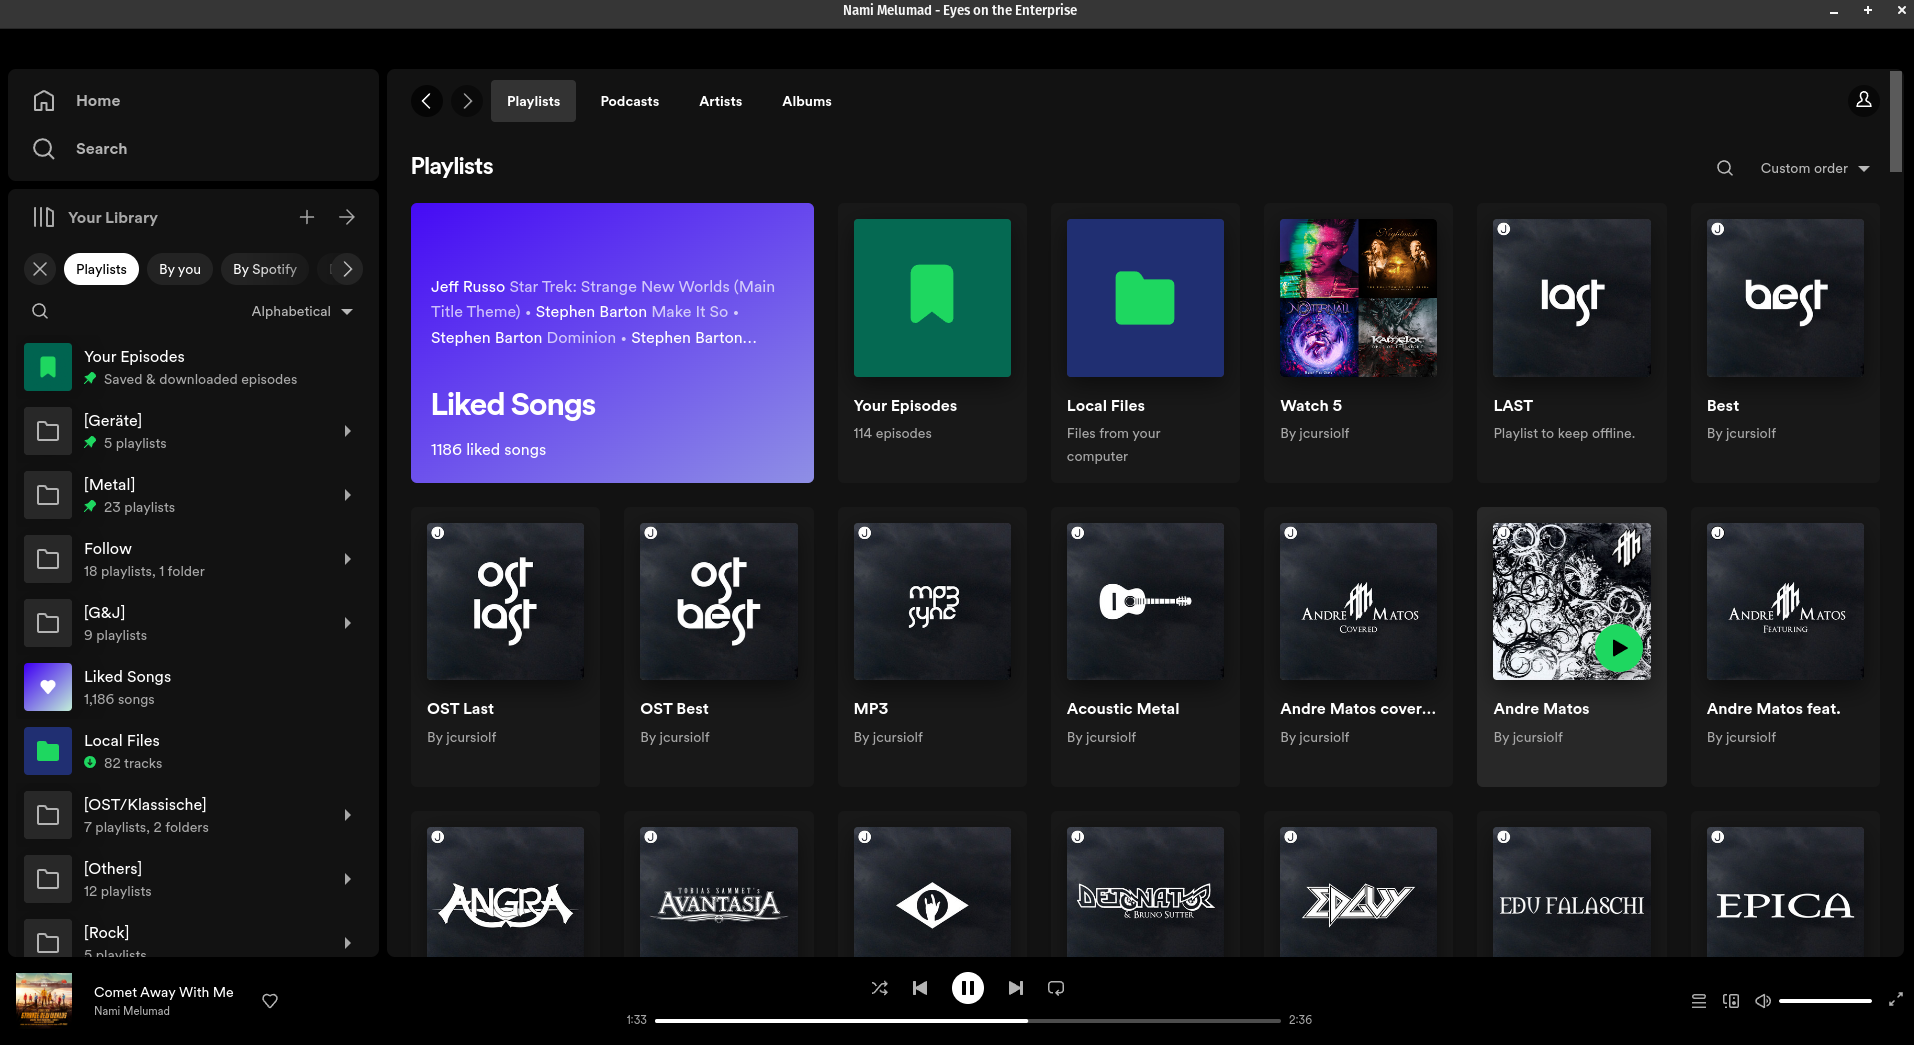 Nami Melumad - Eyes on the Enterprise
Home
Search
Your Library
Playlists
By you
By Spotify
Alphabetical
Your Episodes
Saved & downloaded episodes
[Geräte]
5 playlists
[Metal]
23 playlists
Follow
18 playlists, 1 folder
[G&J]
9 playlists
Liked Songs
1,186 songs
Local Files
82 tracks
[OST/Klassische]
7 playlists, 2 folders
[Others]
12 playlists
[Rock]
5 playlists
Playlists
Podcasts
Artists
Albums
Playlists
Custom order
Jeff Russo Star Trek: Strange New Worlds (Main
Title Theme) • Stephen Barton Make It So •
Stephen Barton Dominion • Stephen Barton...
Liked Songs
1186 liked songs
Your Episodes
114 episodes
Local Files
Files from your
computer
Nightwish
NOTURNALL
KAMELOT
Watch 5
By jcursiolf
J
last
LAST
Playlist to keep offline.
J
best
Best
By jcursiolf
J
ost
last
OST Last
By jcursiolf
J
ost
best
OST Best
By jcursiolf
J
mp3
sync
MP3
By jcursiolf
J
Acoustic Metal
By jcursiolf
J
ANDRE MATOS
COVERED
Andre Matos cover...
By jcursiolf
J
Andre Matos
By jcursiolf
J
ANDRE MATOS
FEATURING
Andre Matos feat.
By jcursiolf
J
ANGRA
J
TOBIAS SAMMET'S
AVANTASIA
J
J
DETONATOR
& BRUNO SUTTER
J
EDGUY
J
EDU FALASCHI
J
EPICA
Comet Away With Me
Nami Melumad
1:33
2:36